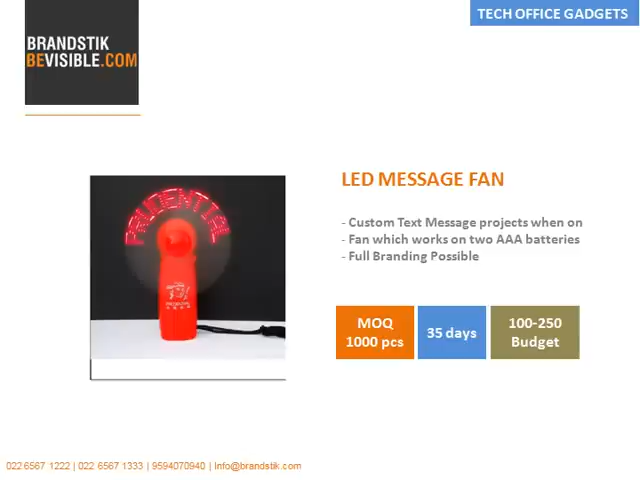 TECH OFFICE GADGETS
BRANDSTIK
BEVISIBLE.COM
LED MESSAGE FAN
- Custom Text Message projects when on
- Fan which works on two AAA batteries
- Full Branding Possible
PRUDENTIAL
MOQ
1000 pcs
35 days
100-250
Budget
022 6567 1222 | 022 6567 1333 | 9594070940 | Info@brandstik.com